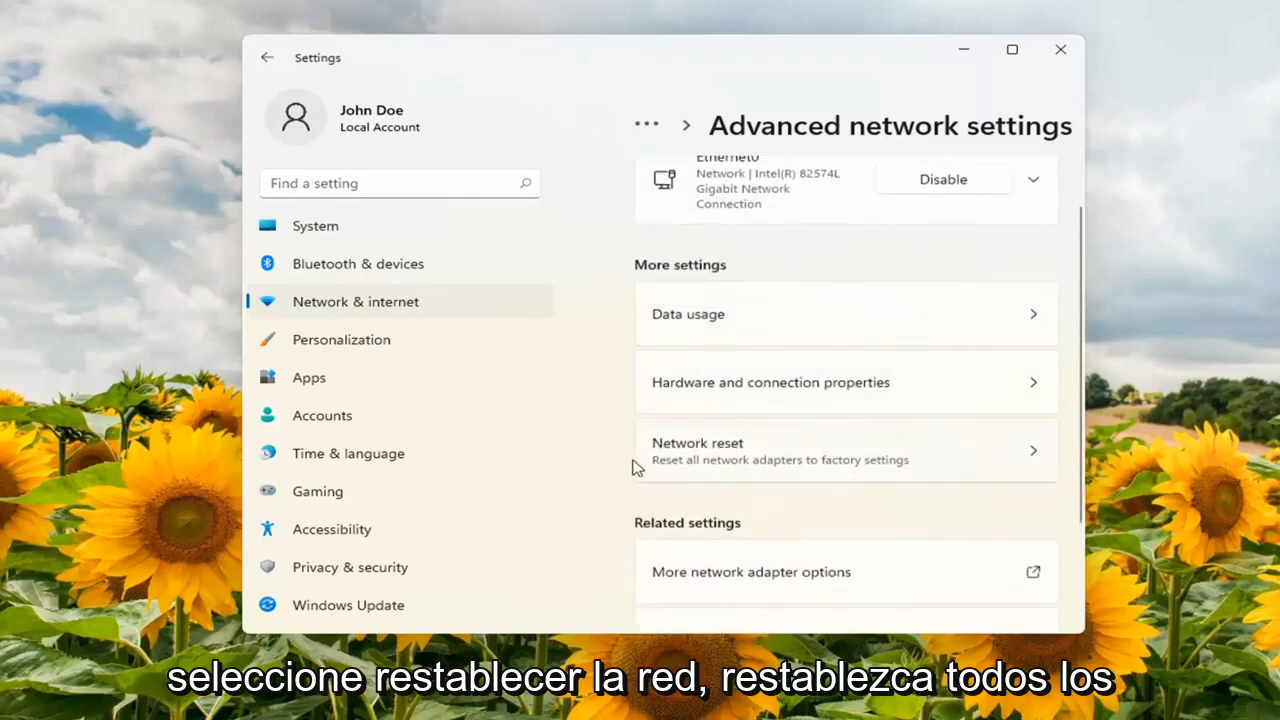 Settings
John Doe
Local Account
Find a setting
System
Bluetooth & devices
Network & internet
Personalization
Apps
Accounts
Time & language
Gaming
Accessibility
Privacy & security
Windows Update
··· > Advanced network settings
Ethernet0
Network | Intel(R) 82574L
Gigabit Network
Connection
Disable
More settings
Data usage
Hardware and connection properties
Network reset
Reset all network adapters to factory settings
Related settings
More network adapter options
seleccione restablecer la red, restablezca todos los